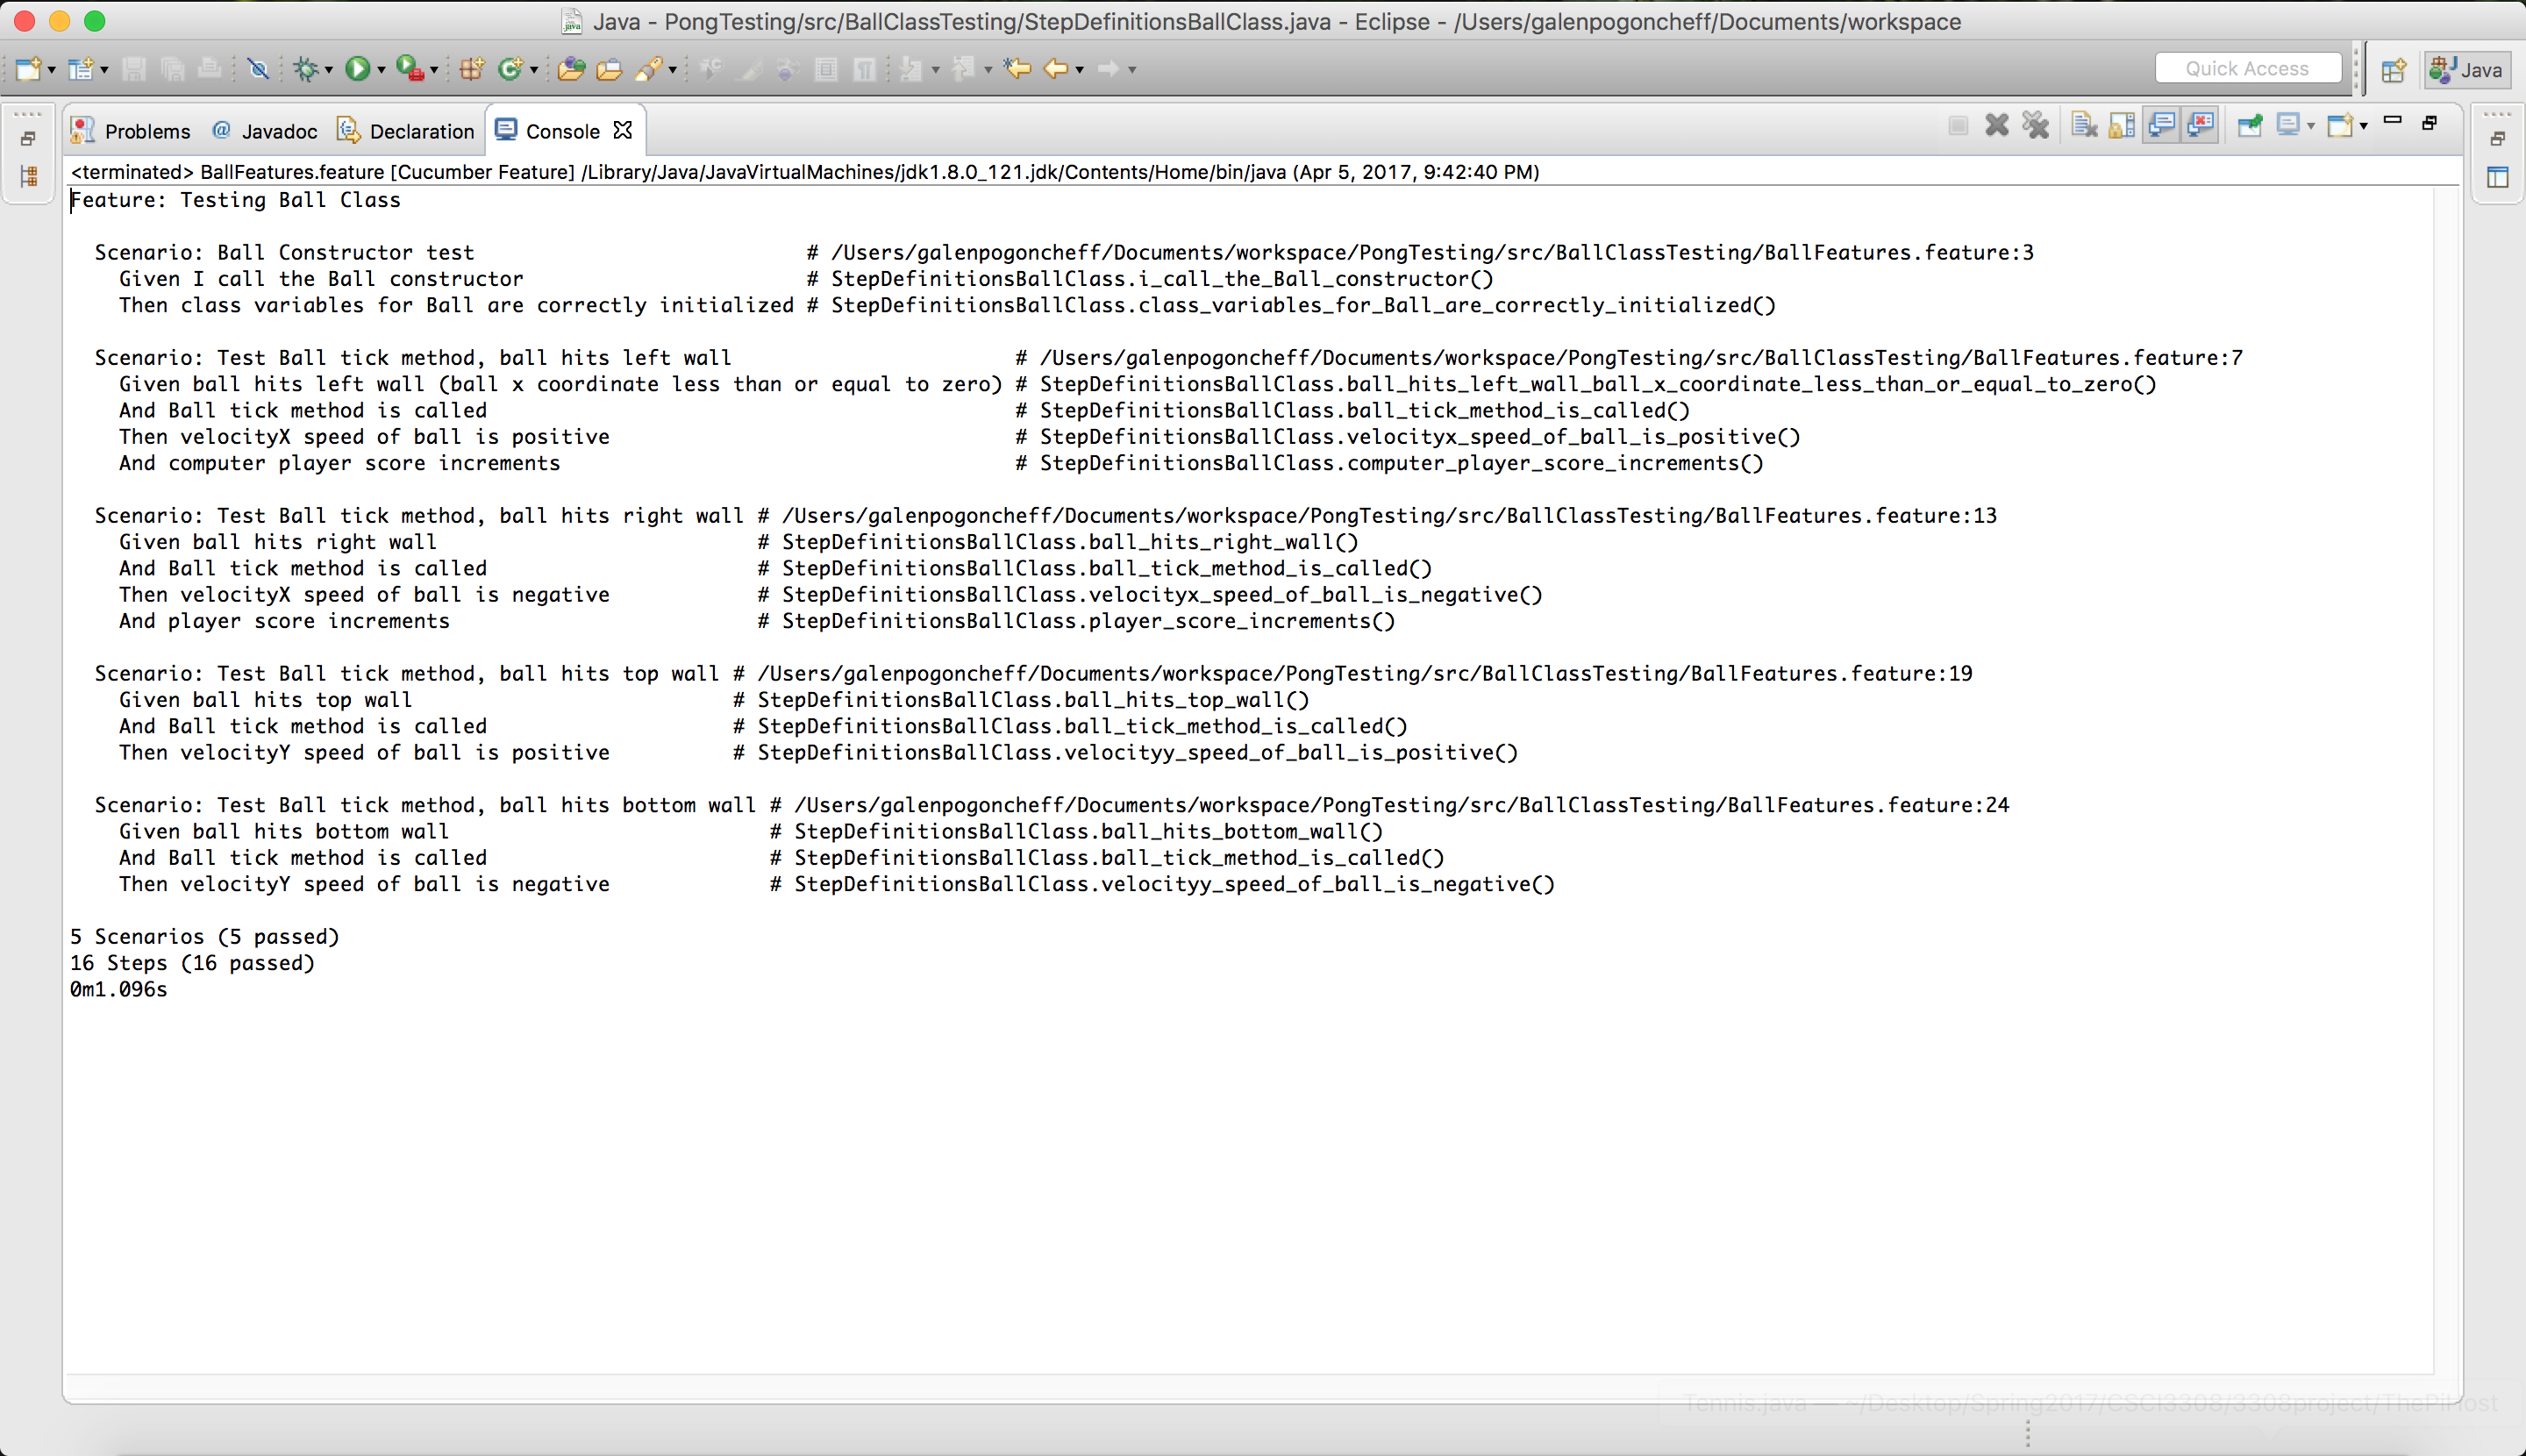 Java - PongTesting/src/BallClassTesting/StepDefinitionsBallClass.java - Eclipse - /Users/galenpogoncheff/Documents/workspace
Quick Access
Java
Problems @ Javadoc Declaration Console
<terminated> BallFeatures.feature [Cucumber Feature] /Library/Java/JavaVirtualMachines/jdk1.8.0_121.jdk/Contents/Home/bin/java (Apr 5, 2017, 9:42:40 PM)
Feature: Testing Ball Class
Scenario: Ball Constructor test # /Users/galenpogoncheff/Documents/workspace/PongTesting/src/BallClassTesting/BallFeatures.feature:3
Given I call the Ball constructor # StepDefinitionsBallClass.i_call_the_Ball_constructor()
Then class variables for Ball are correctly initialized # StepDefinitionsBallClass.class_variables_for_Ball_are_correctly_initialized()
Scenario: Test Ball tick method, ball hits left wall # /Users/galenpogoncheff/Documents/workspace/PongTesting/src/BallClassTesting/BallFeatures.feature:7
Given ball hits left wall (ball x coordinate less than or equal to zero) # StepDefinitionsBallClass.ball_hits_left_wall_ball_x_coordinate_less_than_or_equal_to_zero()
And Ball tick method is called # StepDefinitionsBallClass.ball_tick_method_is_called()
Then velocityX speed of ball is positive # StepDefinitionsBallClass.velocityx_speed_of_ball_is_positive()
And computer player score increments # StepDefinitionsBallClass.computer_player_score_increments()
Scenario: Test Ball tick method, ball hits right wall # /Users/galenpogoncheff/Documents/workspace/PongTesting/src/BallClassTesting/BallFeatures.feature:13
Given ball hits right wall # StepDefinitionsBallClass.ball_hits_right_wall()
And Ball tick method is called # StepDefinitionsBallClass.ball_tick_method_is_called()
Then velocityX speed of ball is negative # StepDefinitionsBallClass.velocityx_speed_of_ball_is_negative()
And player score increments # StepDefinitionsBallClass.player_score_increments()
Scenario: Test Ball tick method, ball hits top wall # /Users/galenpogoncheff/Documents/workspace/PongTesting/src/BallClassTesting/BallFeatures.feature:19
Given ball hits top wall # StepDefinitionsBallClass.ball_hits_top_wall()
And Ball tick method is called # StepDefinitionsBallClass.ball_tick_method_is_called()
Then velocityY speed of ball is positive # StepDefinitionsBallClass.velocityy_speed_of_ball_is_positive()
Scenario: Test Ball tick method, ball hits bottom wall # /Users/galenpogoncheff/Documents/workspace/PongTesting/src/BallClassTesting/BallFeatures.feature:24
Given ball hits bottom wall # StepDefinitionsBallClass.ball_hits_bottom_wall()
And Ball tick method is called # StepDefinitionsBallClass.ball_tick_method_is_called()
Then velocityY speed of ball is negative # StepDefinitionsBallClass.velocityy_speed_of_ball_is_negative()
5 Scenarios (5 passed)
16 Steps (16 passed)
0m1.096s
Tennis.java — ~/Desktop/Spring2017/CSCI3308/3308project/ThePiHost